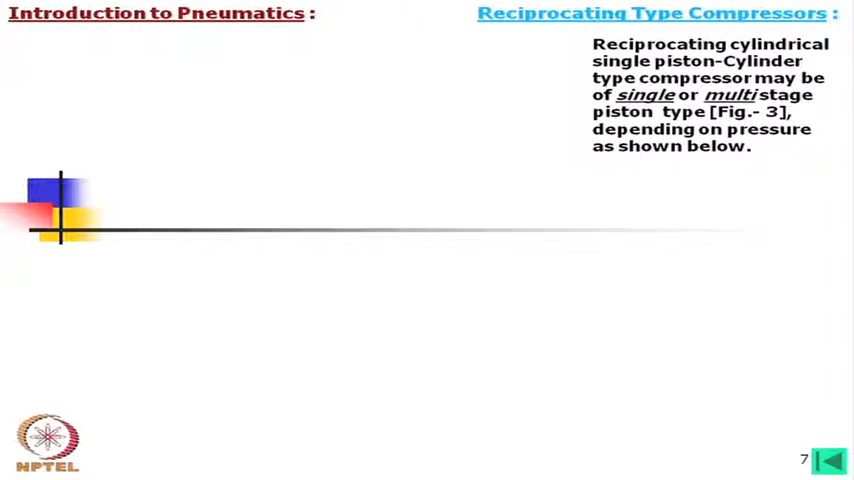 Introduction to Pneumatics :
Reciprocating Type Compressors :
Reciprocating cylindrical
single piston-Cylinder
type compressor may be
of single or multi stage
piston type [Fig.- 3],
depending on pressure
as shown below.
NPTEL
7